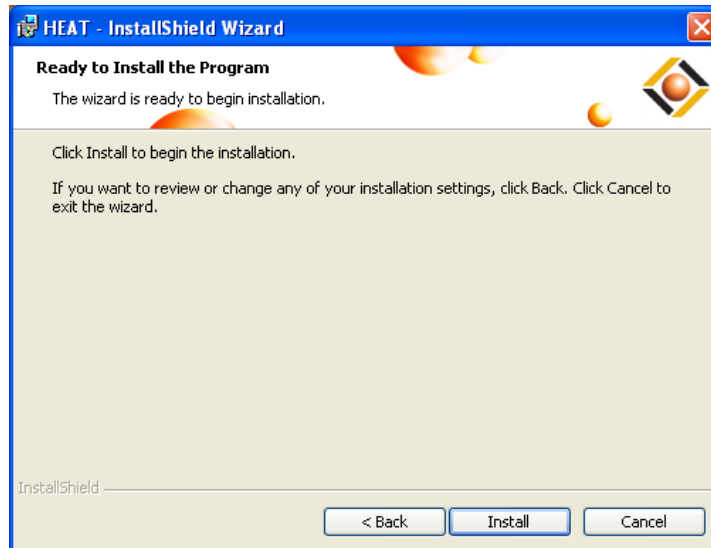 HEAT - InstallShield Wizard
Ready to Install the Program
The wizard is ready to begin installation.
Click Install to begin the installation.
If you want to review or change any of your installation settings, click Back. Click Cancel to
exit the wizard.
InstallShield
< Back Install Cancel